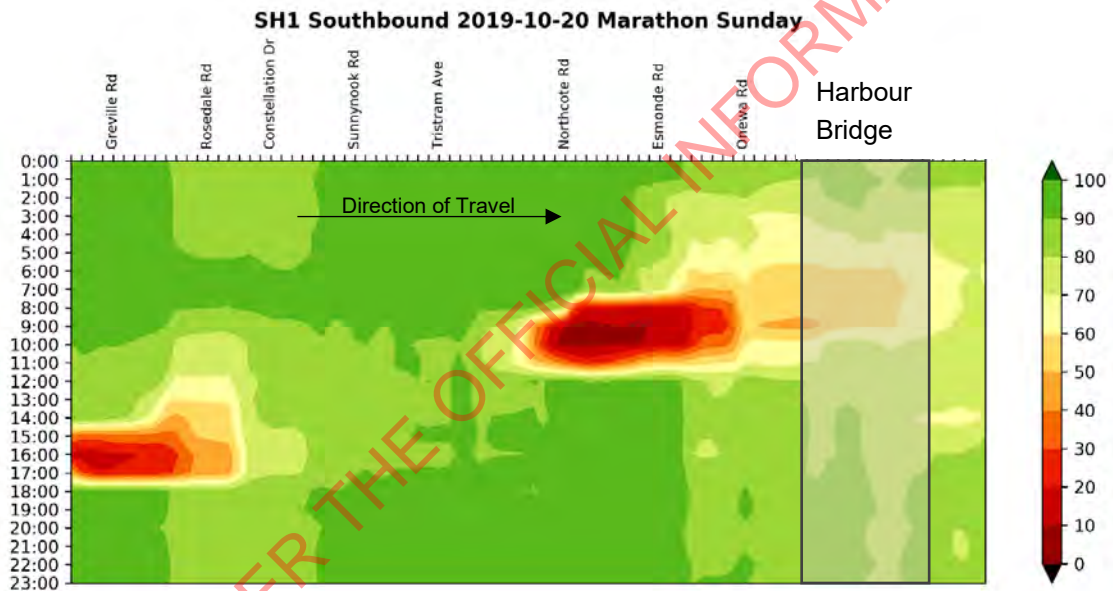 SH1 Southbound 2019-10-20 Marathon Sunday
Greville Rd
Rosedale Rd
Constellation Dr
Sunnynook Rd
Tristram Ave
Northcote Rd
Esmonde Rd
Onewa Rd
Harbour
Bridge
Direction of Travel
0:00
1:00
2:00
3:00
4:00
5:00
6:00
7:00
8:00
9:00
10:00
11:00
12:00
13:00
14:00
15:00
16:00
17:00
18:00
19:00
20:00
21:00
22:00
23:00
100
90
80
70
60
50
40
30
20
10
0
ER THE OFFICIAL INFORMA